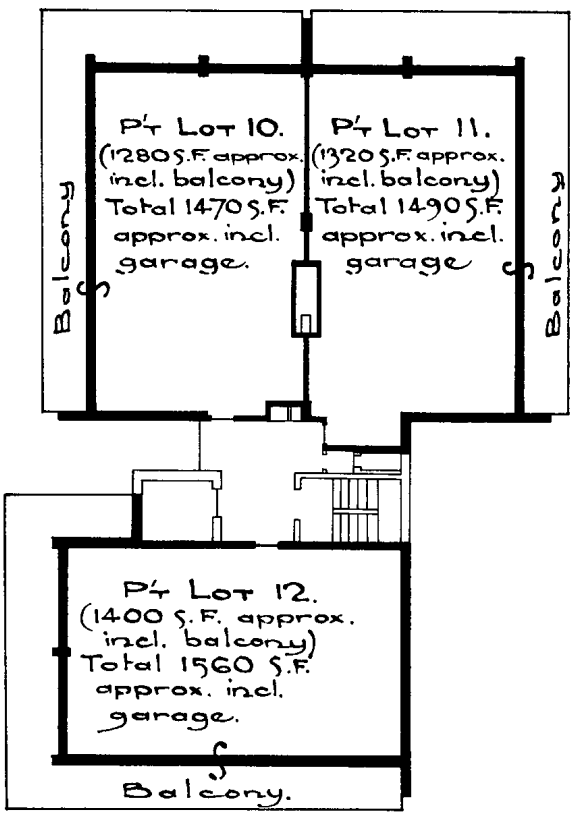 P'T LOT 10.
(1280 S.F. approx.
incl. balcony)
Total 1470 S.F.
approx. incl.
garage.
P'T LOT 11.
(1320 S.F. approx.
incl. balcony)
Total 1490 S.F.
approx. incl.
garage
Balcony
Balcony
P'T LOT 12.
(1400 S.F. approx.
incl. balcony)
Total 1560 S.F.
approx. incl.
garage.
Balcony.